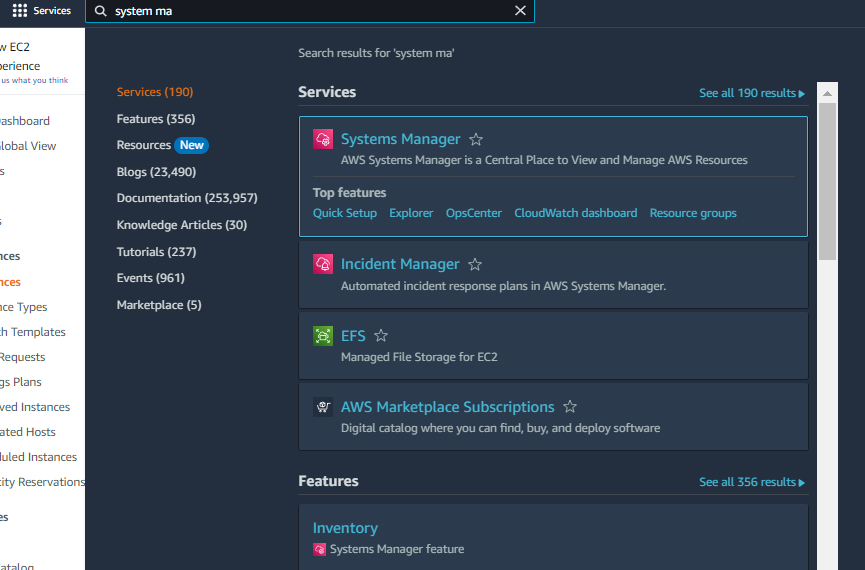 Services
system ma
w EC2
perience
us what you think
Dashboard
Global View
s
s
nces
nces
nce Types
ch Templates
Requests
gs Plans
ved Instances
ated Hosts
duled Instances
city Reservations
es
Catalog
Search results for 'system ma'
Services (190)
Features (356)
Resources New
Blogs (23,490)
Documentation (253,957)
Knowledge Articles (30)
Tutorials (237)
Events (961)
Marketplace (5)
Services
See all 190 results
Systems Manager
AWS Systems Manager is a Central Place to View and Manage AWS Resources
Top features
Quick Setup Explorer OpsCenter CloudWatch dashboard Resource groups
Incident Manager
Automated incident response plans in AWS Systems Manager.
EFS
Managed File Storage for EC2
AWS Marketplace Subscriptions
Digital catalog where you can find, buy, and deploy software
Features
See all 356 results
Inventory
Systems Manager feature